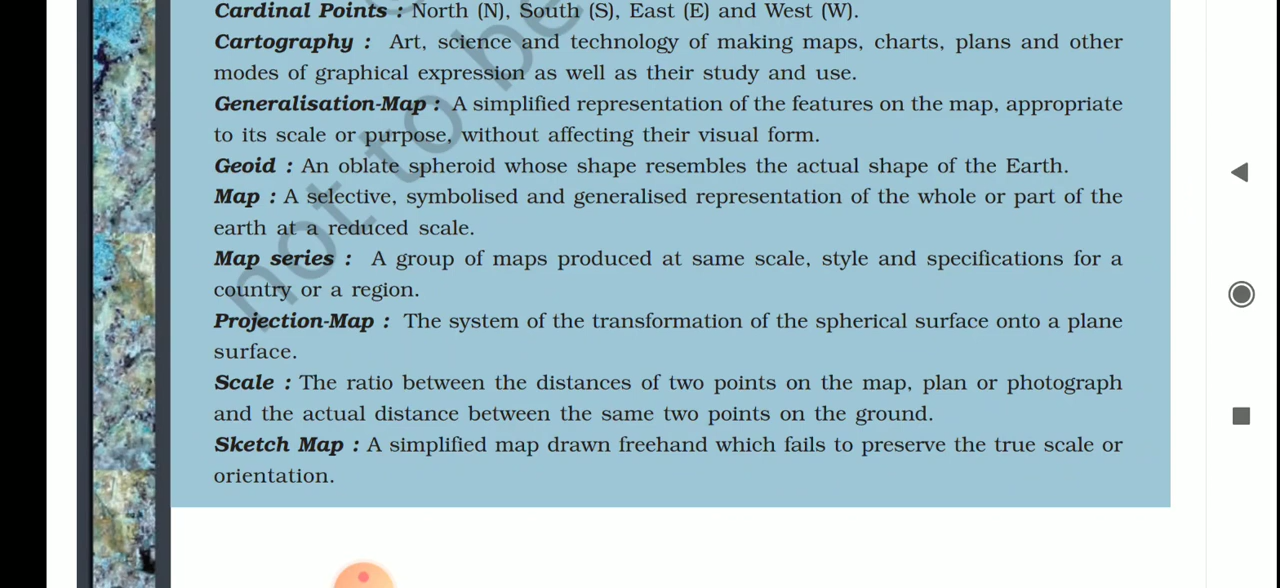 Cardinal Points : North (N), South (S), East (E) and West (W).
Cartography : Art, science and technology of making maps, charts, plans and other
modes of graphical expression as well as their study and use.
Generalisation-Map : A simplified representation of the features on the map, appropriate
to its scale or purpose, without affecting their visual form.
Geoid : An oblate spheroid whose shape resembles the actual shape of the Earth.
Map : A selective, symbolised and generalised representation of the whole or part of the
earth at a reduced scale.
Map series : A group of maps produced at same scale, style and specifications for a
country or a region.
Projection-Map : The system of the transformation of the spherical surface onto a plane
surface.
Scale : The ratio between the distances of two points on the map, plan or photograph
and the actual distance between the same two points on the ground.
Sketch Map : A simplified map drawn freehand which fails to preserve the true scale or
orientation.
not to be